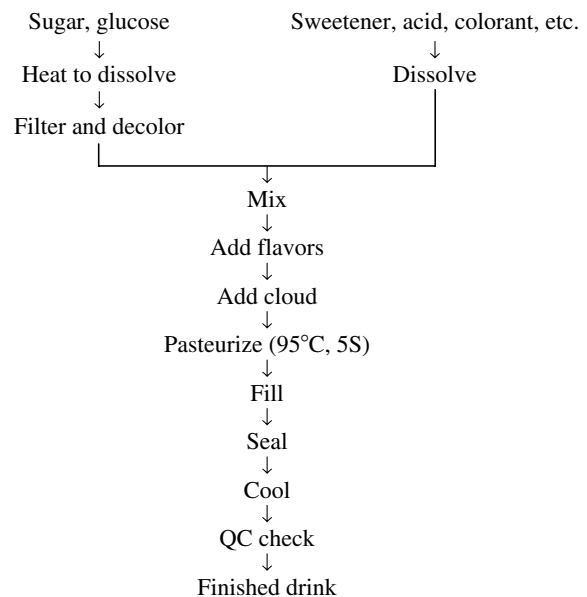 Sugar, glucose
Sweetener, acid, colorant, etc.
Heat to dissolve
Dissolve
Filter and decolor
Mix
Add flavors
Add cloud
Pasteurize (95°C, 5S)
Fill
Seal
Cool
QC check
Finished drink